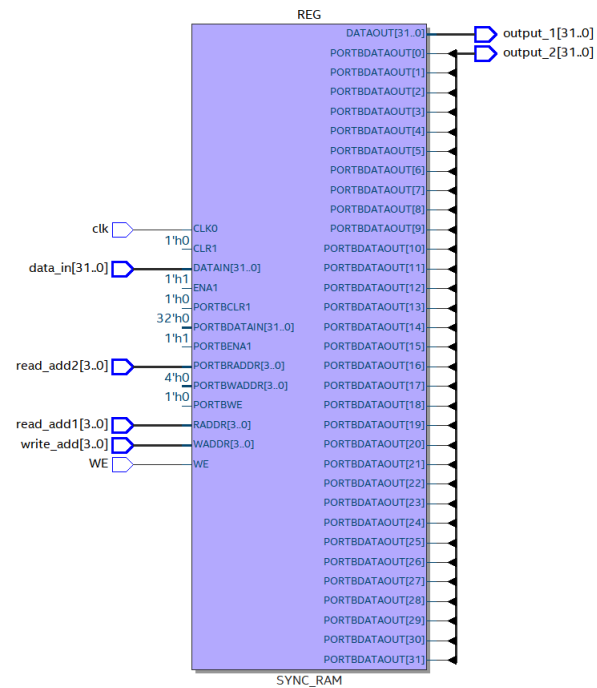 REG
DATAOUT[31..0] output_1[31..0]
PORTBDATAOUT[0] output_2[31..0]
PORTBDATAOUT[1]
PORTBDATAOUT[2]
PORTBDATAOUT[3]
PORTBDATAOUT[4]
PORTBDATAOUT[5]
PORTBDATAOUT[6]
PORTBDATAOUT[7]
PORTBDATAOUT[8]
clk CLK0 PORTBDATAOUT[9]
1'h0 CLR1 PORTBDATAOUT[10]
data_in[31..0] DATAIN[31..0] PORTBDATAOUT[11]
1'h1 ENA1 PORTBDATAOUT[12]
1'h0 PORTBCLR1 PORTBDATAOUT[13]
32'h0 PORTBDATAIN[31..0] PORTBDATAOUT[14]
1'h1 PORTBENA1 PORTBDATAOUT[15]
read_add2[3..0] PORTBRADDR[3..0] PORTBDATAOUT[16]
4'h0 PORTBWADDR[3..0] PORTBDATAOUT[17]
1'h0 PORTBWE PORTBDATAOUT[18]
read_add1[3..0] RADDR[3..0] PORTBDATAOUT[19]
write_add[3..0] WADDR[3..0] PORTBDATAOUT[20]
WE WE PORTBDATAOUT[21]
PORTBDATAOUT[22]
PORTBDATAOUT[23]
PORTBDATAOUT[24]
PORTBDATAOUT[25]
PORTBDATAOUT[26]
PORTBDATAOUT[27]
PORTBDATAOUT[28]
PORTBDATAOUT[29]
PORTBDATAOUT[30]
PORTBDATAOUT[31]
SYNC_RAM